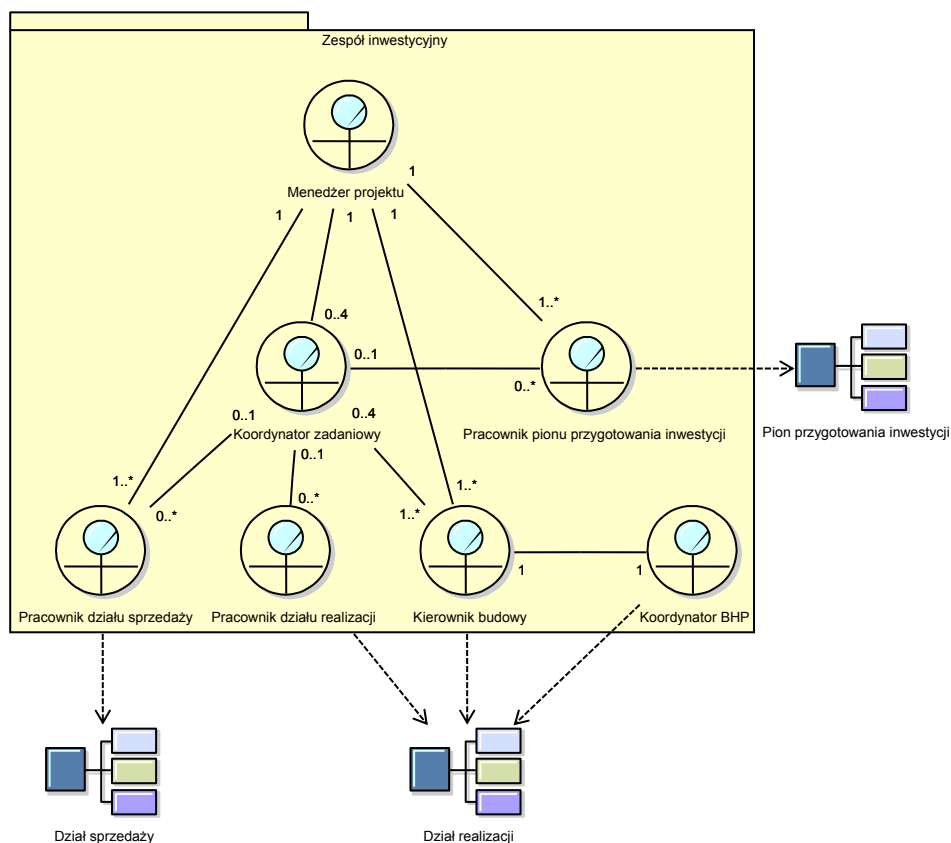 Zespół inwestycyjny
Menedżer projektu
1
1
1
1
0..4
1..*
0..1
0..*
Koordynator zadaniowy
Pracownik pionu przygotowania inwestycji
Pion przygotowania inwestycji
0..1
0..4
0..1
1..*
0..*
0..*
1..*
1..*
1
1
Pracownik działu sprzedaży
Pracownik działu realizacji
Kierownik budowy
Koordynator BHP
Dział sprzedaży
Dział realizacji